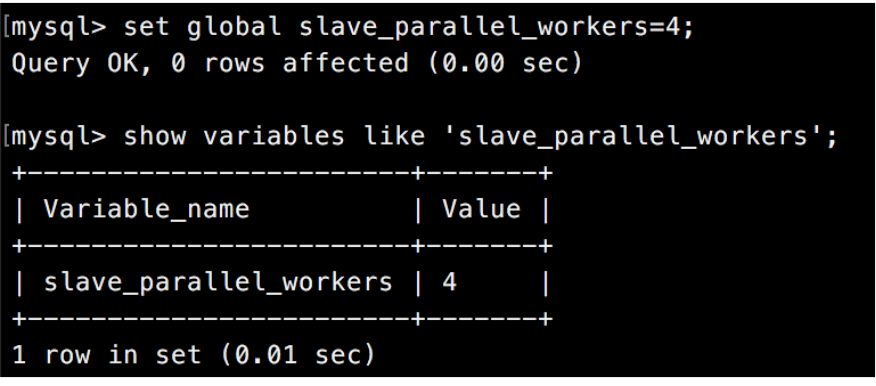 [mysql> set global slave_parallel_workers=4;
Query OK, 0 rows affected (0.00 sec)
[mysql> show variables like 'slave_parallel_workers';
+------------------------+-------+
| Variable_name          | Value |
+------------------------+-------+
| slave_parallel_workers | 4     |
+------------------------+-------+
1 row in set (0.01 sec)